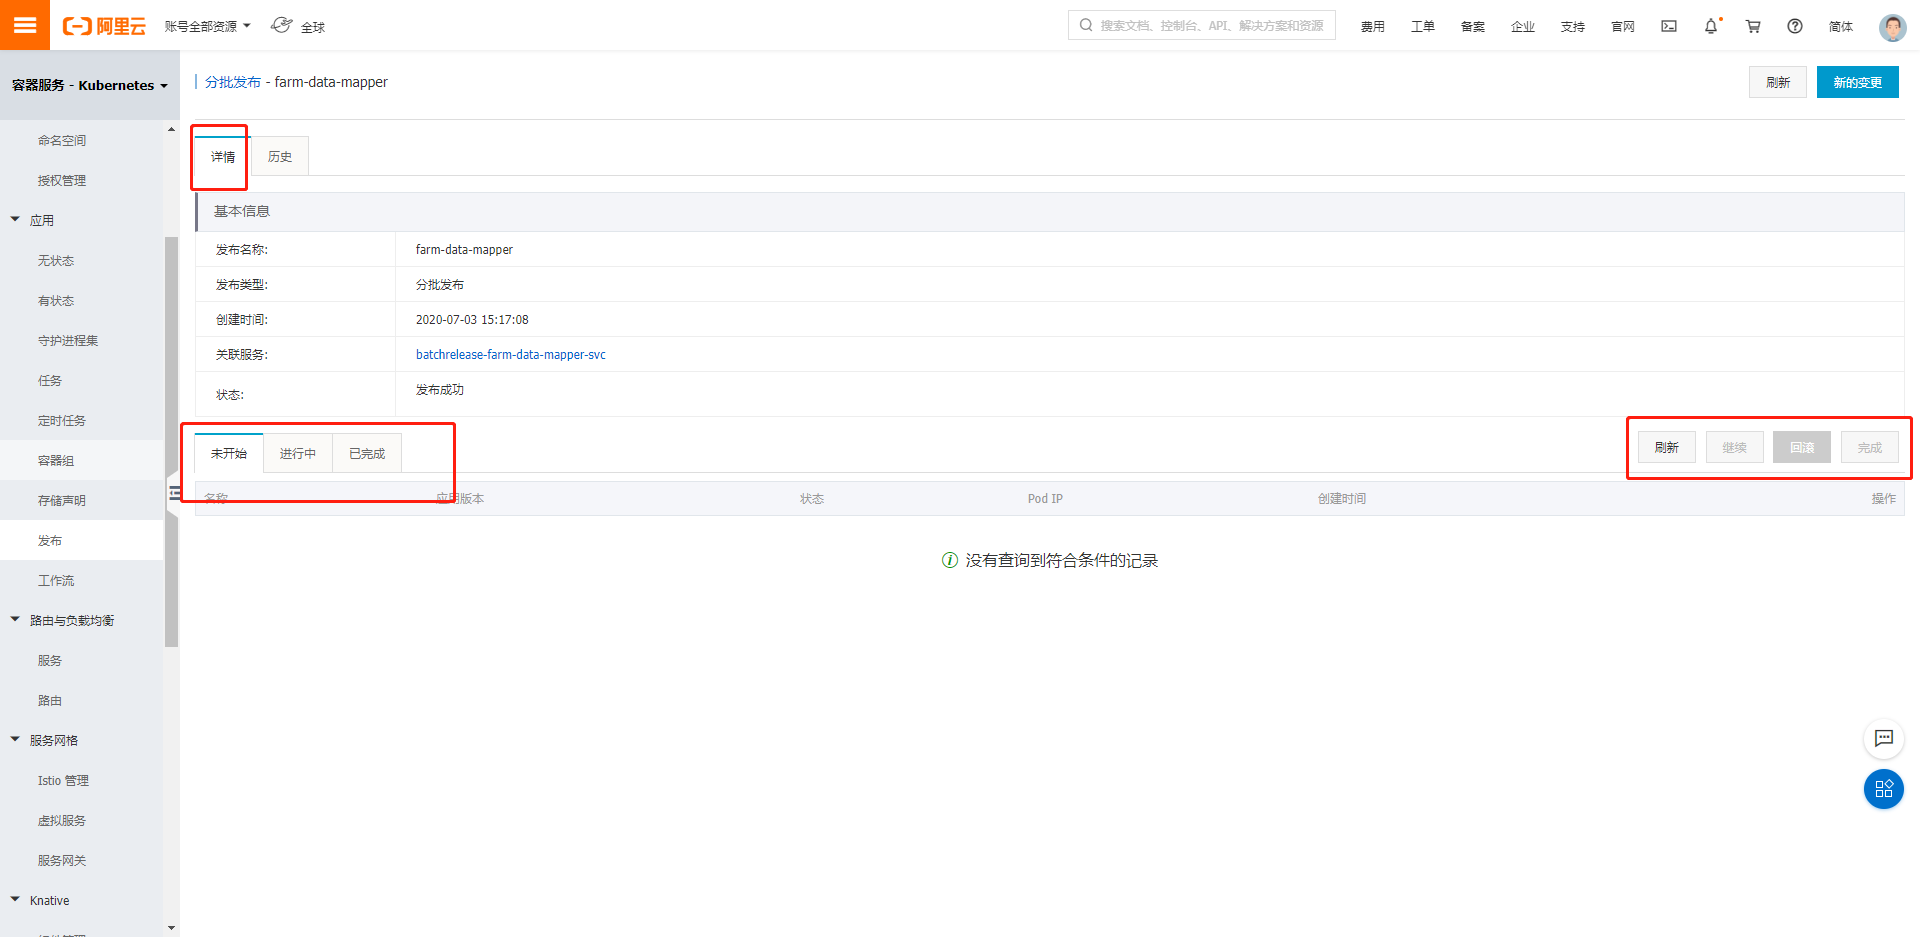 阿里云
账号全部资源
全球
搜索文档、控制台、API、解决方案和资源
费用
工单
备案
企业
支持
官网
简体
容器服务 - Kubernetes
命名空间
授权管理
应用
无状态
有状态
守护进程集
任务
定时任务
容器组
存储声明
发布
工作流
路由与负载均衡
服务
路由
服务网格
Istio 管理
虚拟服务
服务网关
Knative
分批发布 - farm-data-mapper
刷新
新的变更
详情
历史
基本信息
发布名称: farm-data-mapper
发布类型: 分批发布
创建时间: 2020-07-03 15:17:08
关联服务: batchrelease-farm-data-mapper-svc
状态: 发布成功
未开始
进行中
已完成
刷新
继续
回滚
完成
名称 应用版本 状态 Pod IP 创建时间 操作
没有查询到符合条件的记录